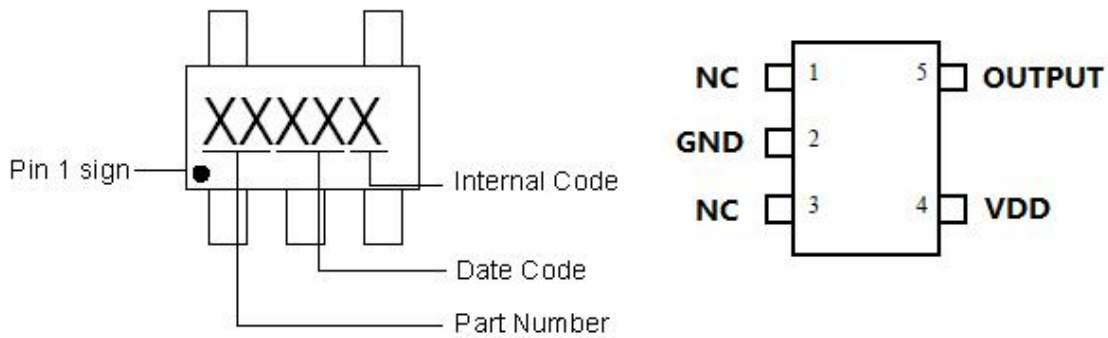 XXXXX
Pin 1 sign
Internal Code
Date Code
Part Number
NC 1 5 OUTPUT
GND 2
NC 3 4 VDD